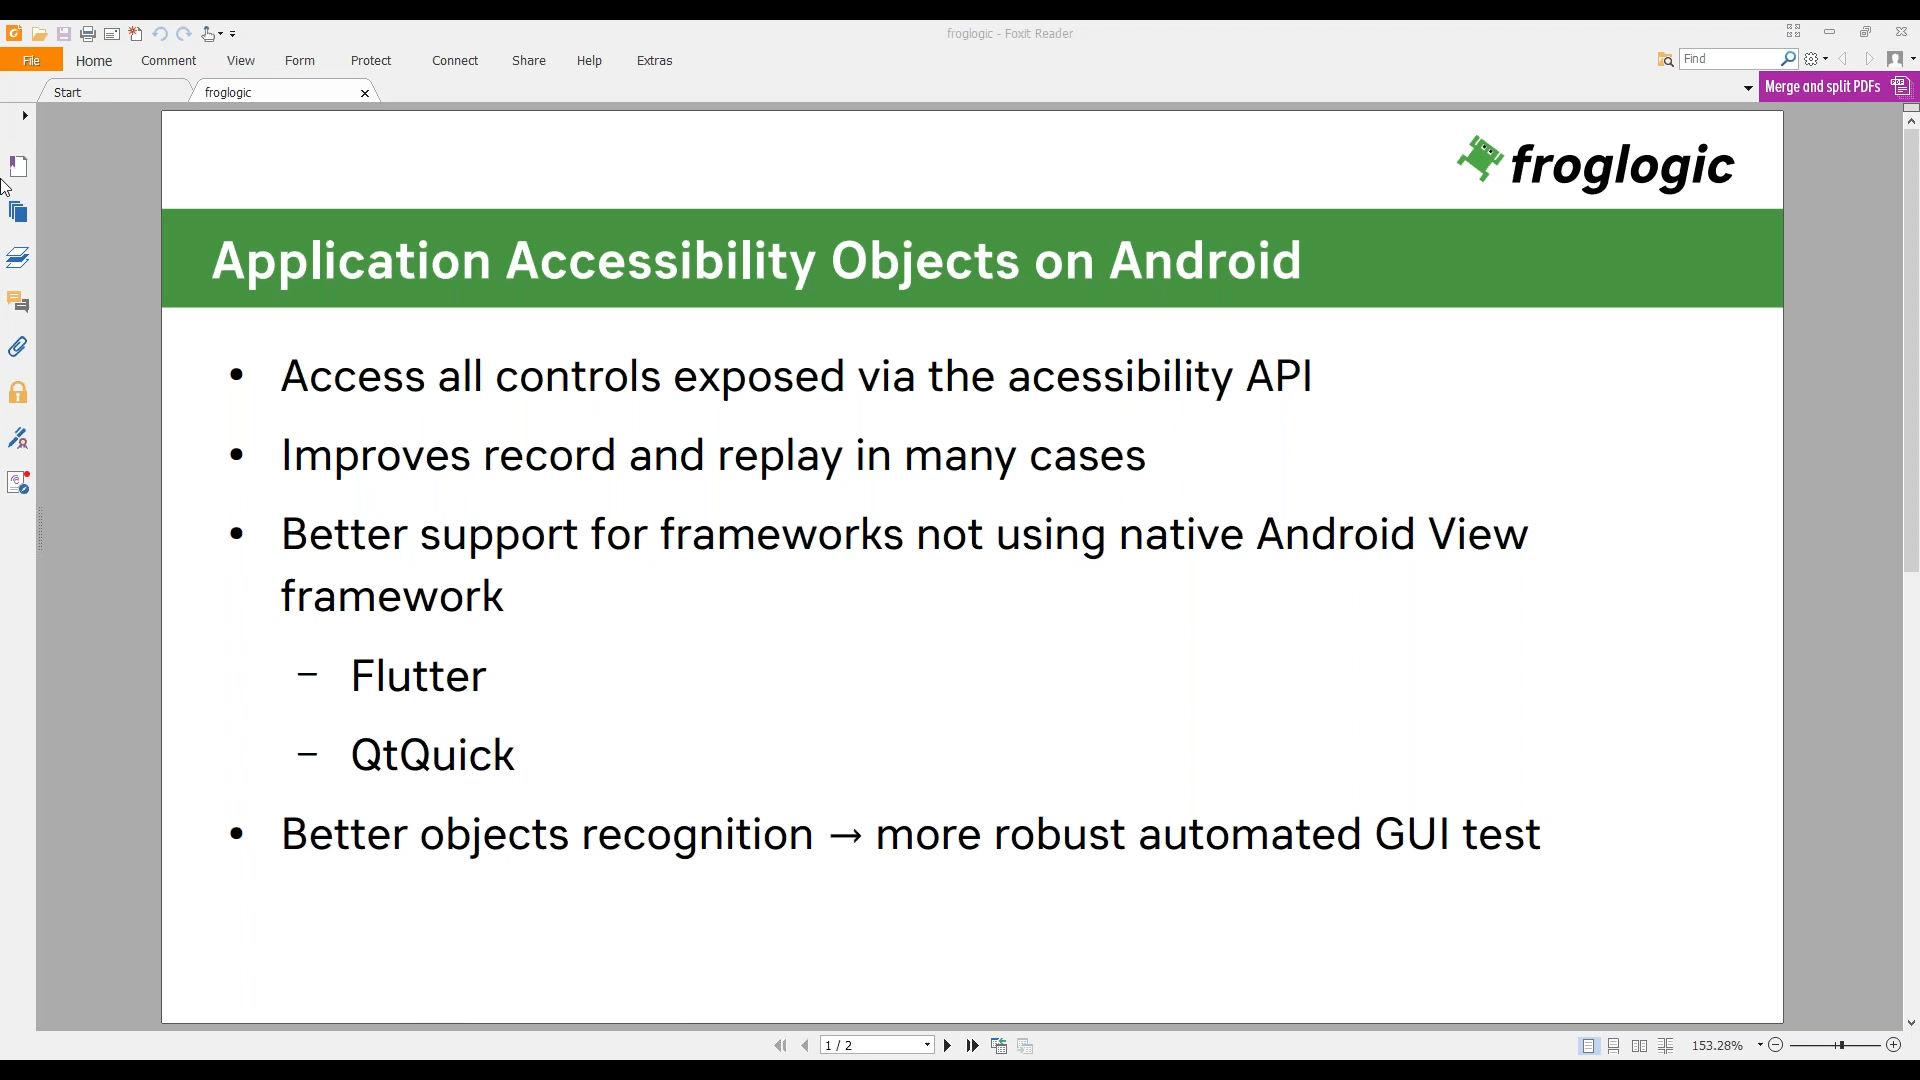 froglogic - Foxit Reader
File Home Comment View Form Protect Connect Share Help Extras
Find
Start froglogic
Merge and split PDFs
froglogic
Application Accessibility Objects on Android
• Access all controls exposed via the acessibility API
• Improves record and replay in many cases
• Better support for frameworks not using native Android View
framework
– Flutter
– QtQuick
• Better objects recognition → more robust automated GUI test
1 / 2
153.28%